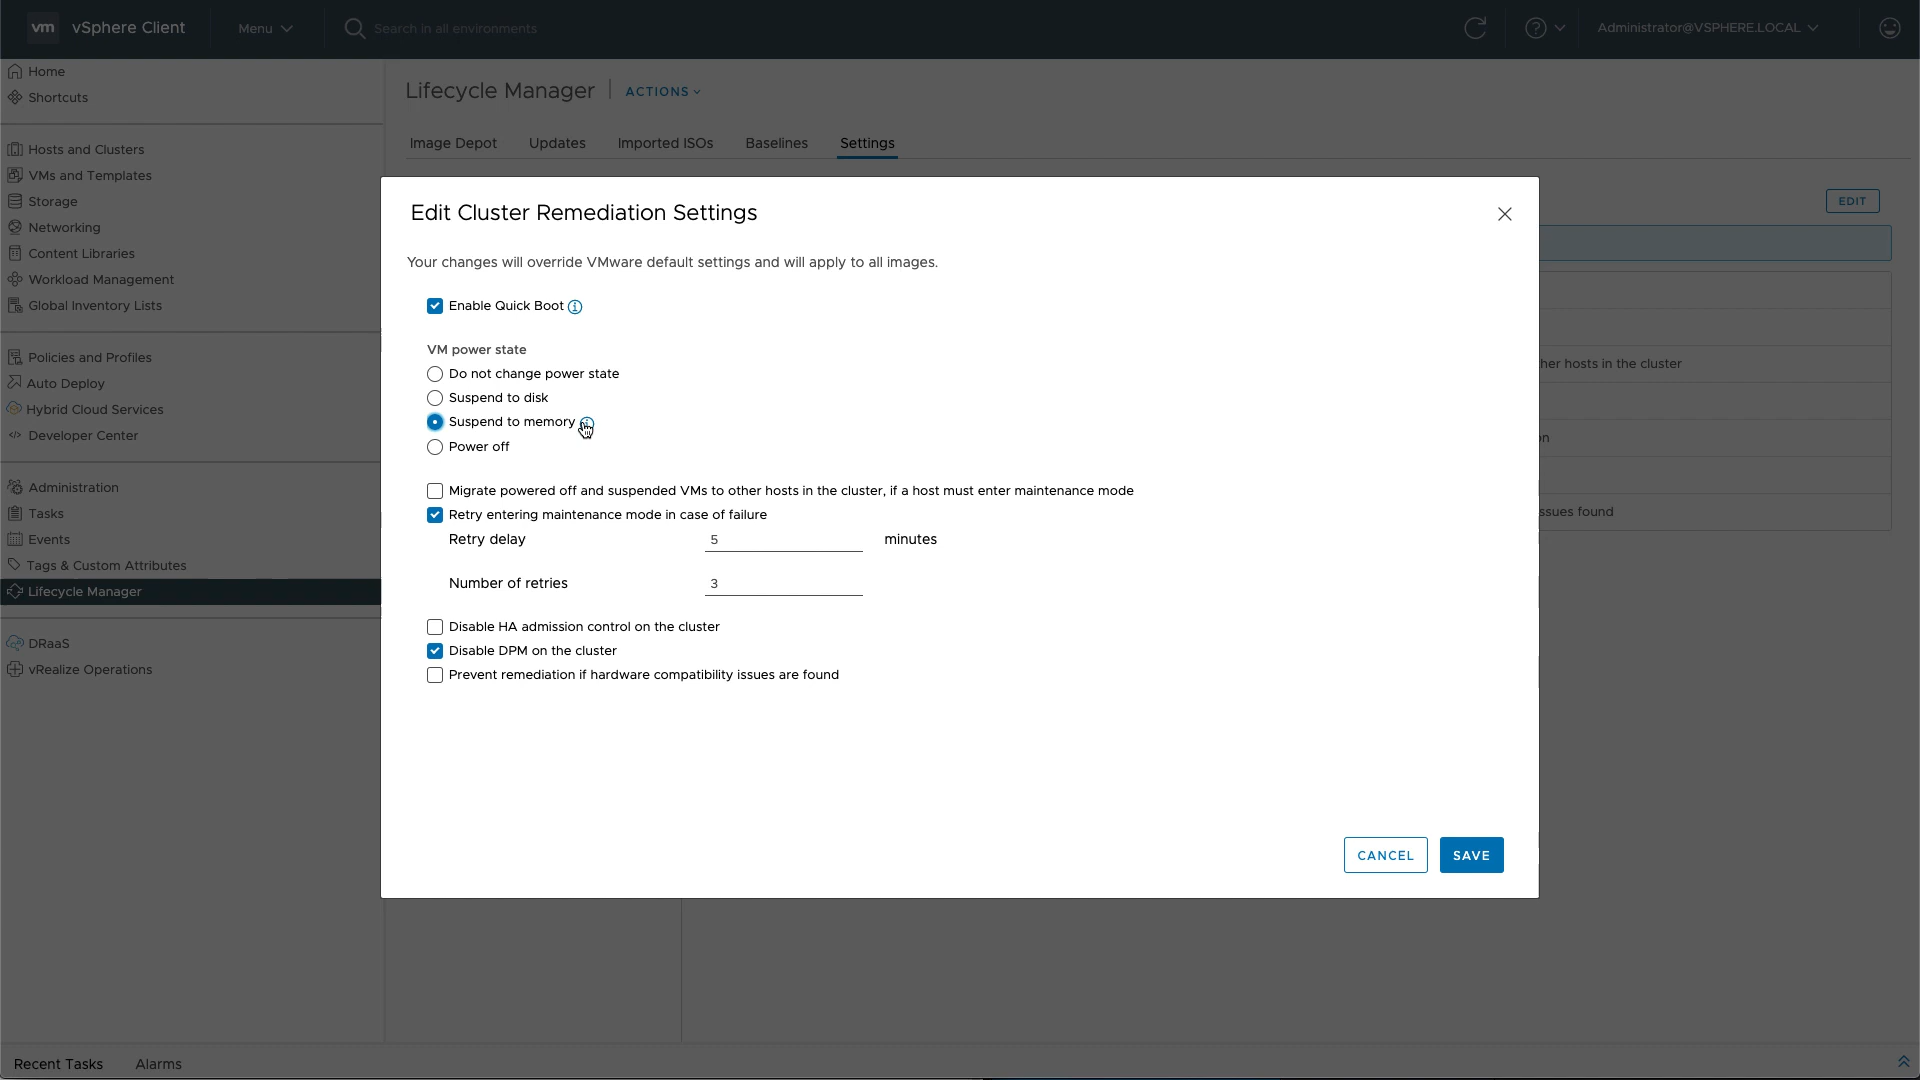 vm vSphere Client Menu Search in all environments Administrator@VSPHERE.LOCAL
Home
Shortcuts
Hosts and Clusters
VMs and Templates
Storage
Networking
Content Libraries
Workload Management
Global Inventory Lists
Policies and Profiles
Auto Deploy
Hybrid Cloud Services
Developer Center
Administration
Tasks
Events
Tags & Custom Attributes
Lifecycle Manager
DRaaS
vRealize Operations
Lifecycle Manager ACTIONS
Image Depot Updates Imported ISOs Baselines Settings
EDIT
her hosts in the cluster
on
ssues found
Edit Cluster Remediation Settings
Your changes will override VMware default settings and will apply to all images.
Enable Quick Boot
VM power state
Do not change power state
Suspend to disk
Suspend to memory
Power off
Migrate powered off and suspended VMs to other hosts in the cluster, if a host must enter maintenance mode
Retry entering maintenance mode in case of failure
Retry delay 5 minutes
Number of retries 3
Disable HA admission control on the cluster
Disable DPM on the cluster
Prevent remediation if hardware compatibility issues are found
CANCEL SAVE
Recent Tasks Alarms